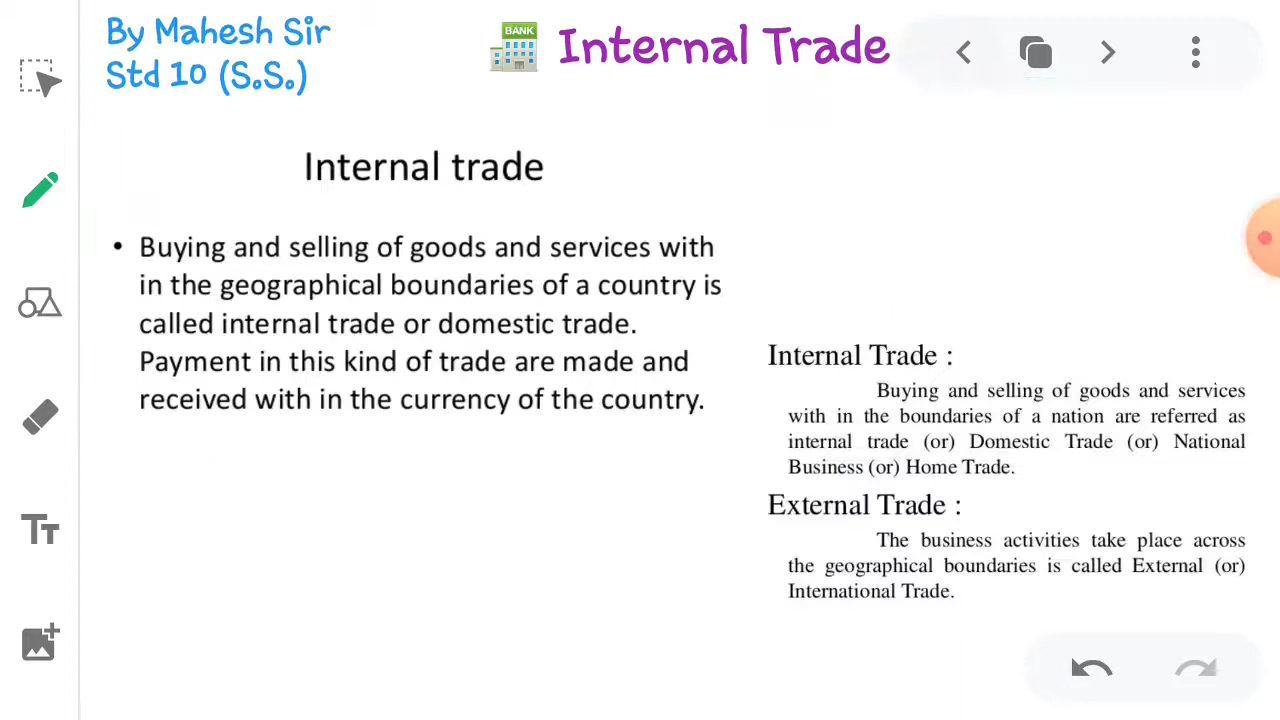 By Mahesh Sir
Std 10 (S.S.)
BANK
Internal Trade
Internal trade
• Buying and selling of goods and services with
in the geographical boundaries of a country is
called internal trade or domestic trade.
Payment in this kind of trade are made and
received with in the currency of the country.
Internal Trade :
Buying and selling of goods and services
with in the boundaries of a nation are referred as
internal trade (or) Domestic Trade (or) National
Business (or) Home Trade.
External Trade :
The business activities take place across
the geographical boundaries is called External (or)
International Trade.
TT